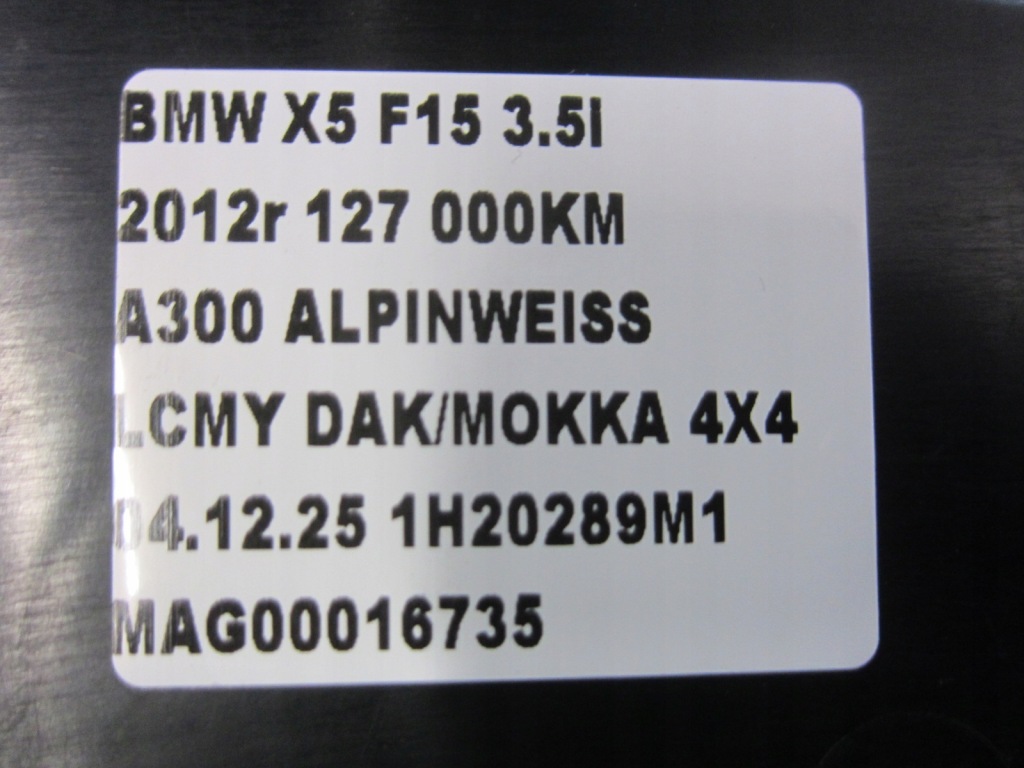 BMW X5 F15 3.5I
2012r 127 000KM
A300 ALPINWEISS
LCMY DAK/MOKKA 4X4
04.12.25 1H20289M1
MAG00016735